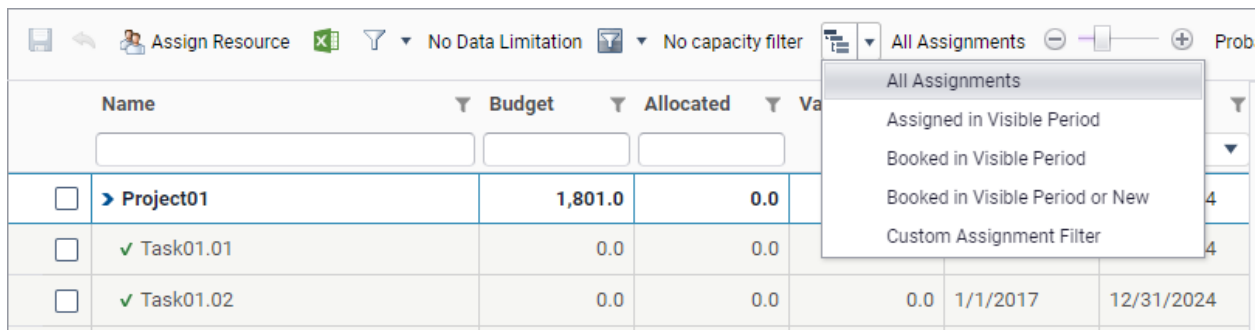 Assign Resource No Data Limitation No capacity filter All Assignments Prob
All Assignments
Name Budget Allocated Va
Assigned in Visible Period
Booked in Visible Period
Booked in Visible Period or New
Project01 1,801.0 0.0 4
Custom Assignment Filter
Task01.01 0.0 0.0 4
Task01.02 0.0 0.0 0.0 1/1/2017 12/31/2024